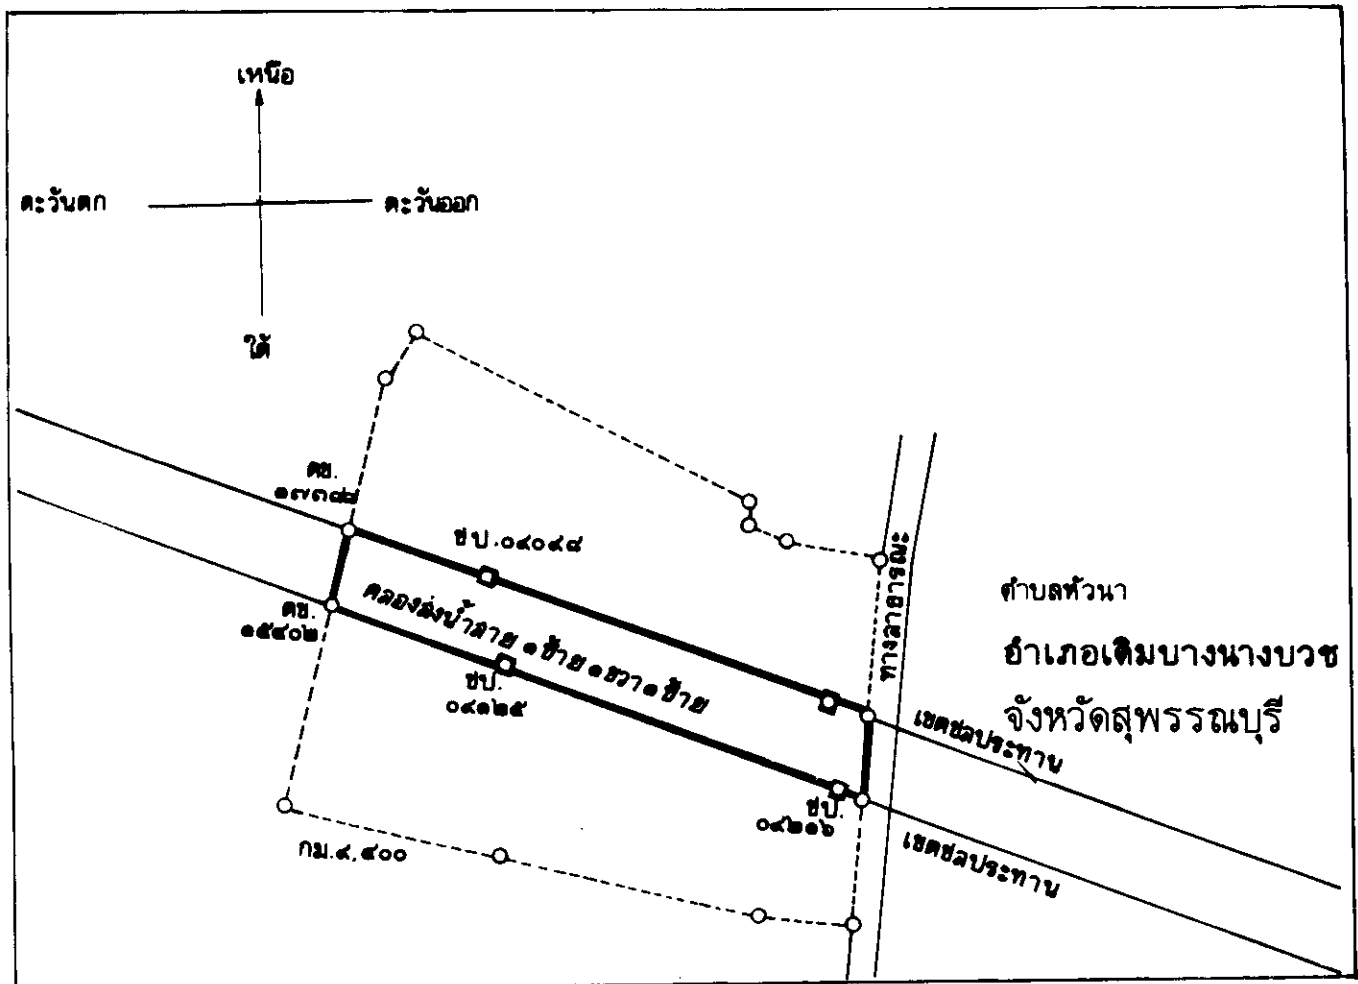 เหนือ
ตะวันตก
ตะวันออก
ใต้
ตข.
ชป.๐๔๐๔๘
คลองส่งน้ำสาย ๑ซ้าย ๑ขวา ๑ซ้าย
ตข.
๑๕๔๐๒
ชป.
๐๔๑๒๕
ทางสาธารณะ
ตำบลหัวนา
อำเภอเดิมบางนางบวช
จังหวัดสุพรรณบุรี
เขตชลประทาน
ชป.
๐๔๒๑๖
เขตชลประทาน
กม.๔,๔๐๐